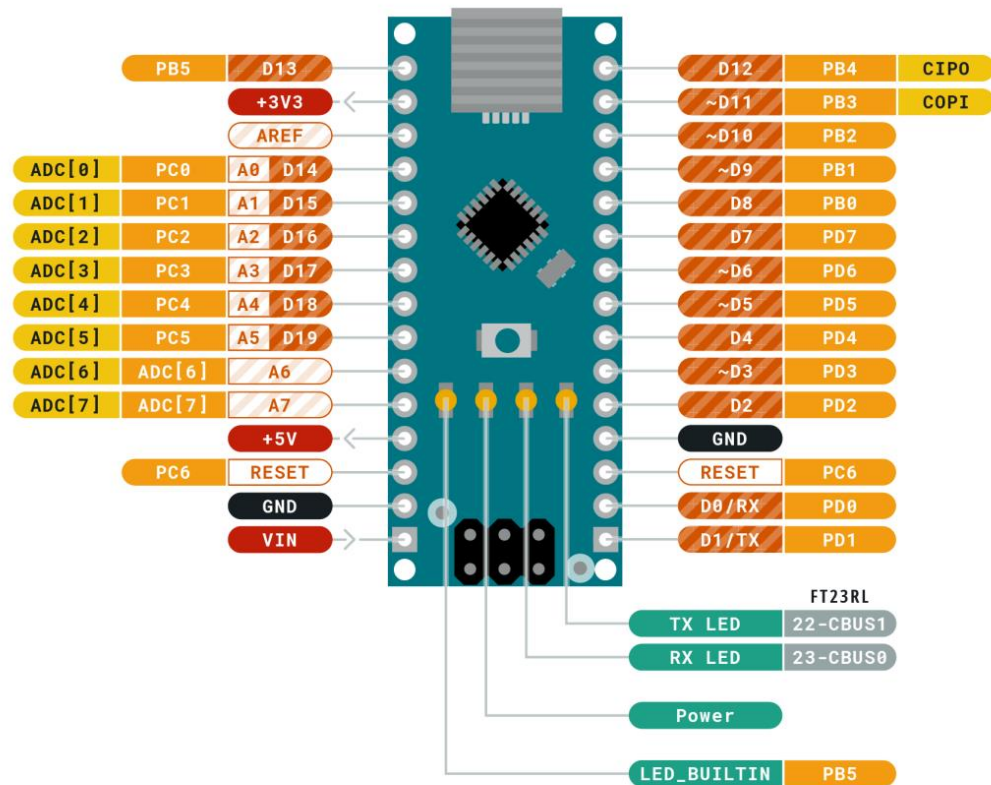 PB5 D13 D12 PB4 CIPO
+3V3 ~D11 PB3 COPI
AREF ~D10 PB2
ADC[0] PC0 A0 D14 ~D9 PB1
ADC[1] PC1 A1 D15 D8 PB0
ADC[2] PC2 A2 D16 D7 PD7
ADC[3] PC3 A3 D17 ~D6 PD6
ADC[4] PC4 A4 D18 ~D5 PD5
ADC[5] PC5 A5 D19 D4 PD4
ADC[6] ADC[6] A6 ~D3 PD3
ADC[7] ADC[7] A7 D2 PD2
+5V GND
PC6 RESET RESET PC6
GND D0/RX PD0
VIN D1/TX PD1
FT23RL
TX LED 22-CBUS1
RX LED 23-CBUS0
Power
LED_BUILTIN PB5